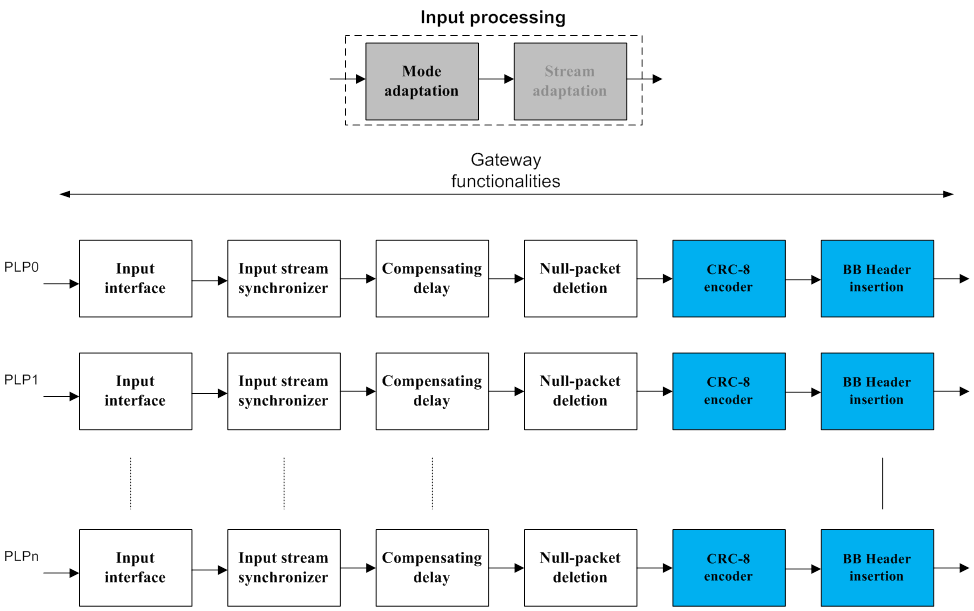 Input processing
Mode
adaptation
Stream
adaptation
Gateway
functionalities
PLP0
Input
interface
Input stream
synchronizer
Compensating
delay
Null-packet
deletion
CRC-8
encoder
BB Header
insertion
PLP1
Input
interface
Input stream
synchronizer
Compensating
delay
Null-packet
deletion
CRC-8
encoder
BB Header
insertion
PLPn
Input
interface
Input stream
synchronizer
Compensating
delay
Null-packet
deletion
CRC-8
encoder
BB Header
insertion